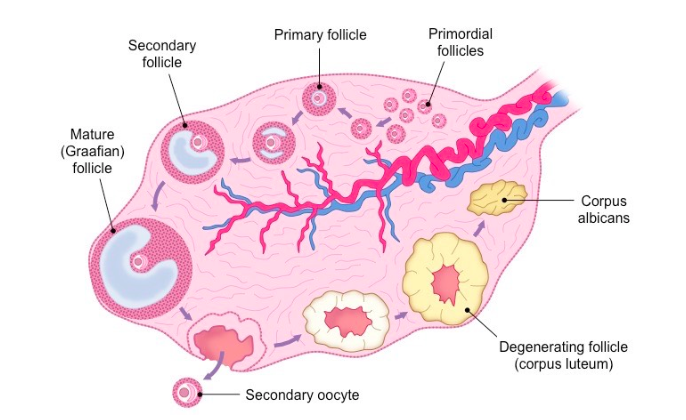 Primary follicle
Primordial
follicles
Secondary
follicle
Mature
(Graafian)
follicle
Corpus
albicans
Degenerating follicle
(corpus luteum)
Secondary oocyte